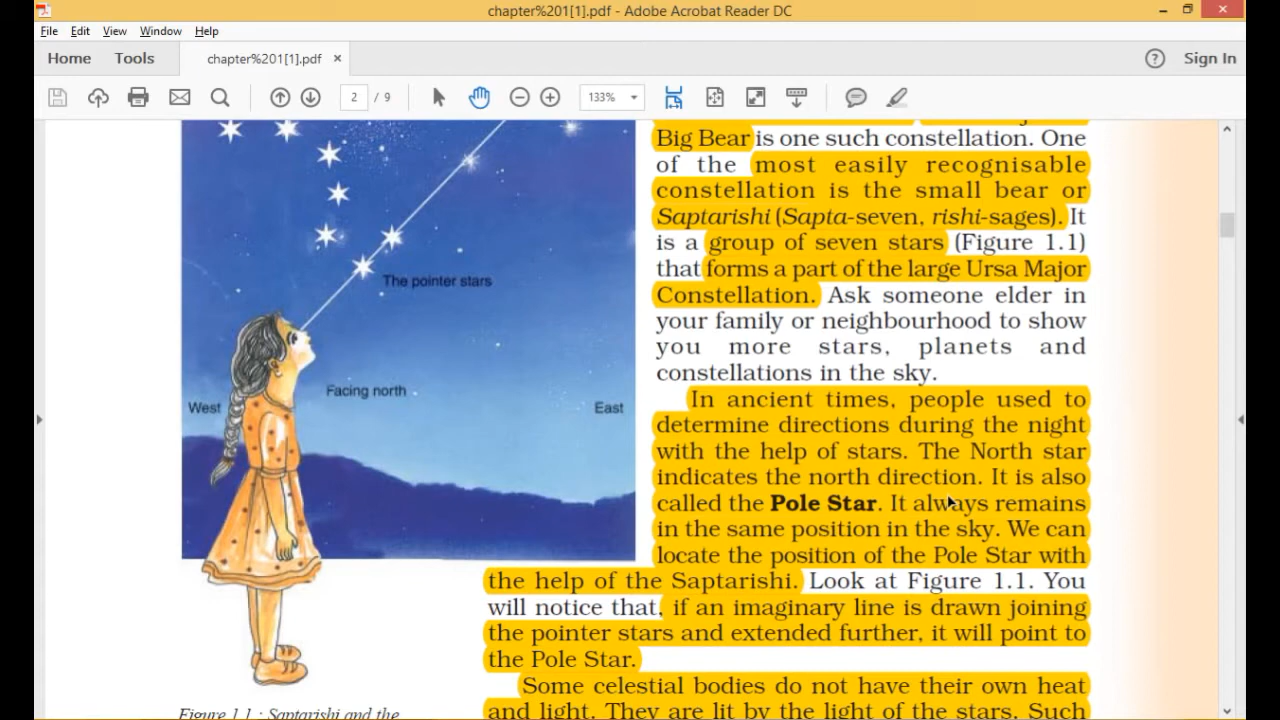 chapter%201[1].pdf - Adobe Acrobat Reader DC
File Edit View Window Help
Home Tools chapter%201[1].pdf × Sign In
2 / 9 133%
Big Bear is one such constellation. One
of the most easily recognisable
constellation is the small bear or
Saptarishi (Sapta-seven, rishi-sages). It
is a group of seven stars (Figure 1.1)
that forms a part of the large Ursa Major
Constellation. Ask someone elder in
your family or neighbourhood to show
you more stars, planets and
constellations in the sky.
In ancient times, people used to
determine directions during the night
with the help of stars. The North star
indicates the north direction. It is also
called the Pole Star. It always remains
in the same position in the sky. We can
locate the position of the Pole Star with
the help of the Saptarishi. Look at Figure 1.1. You
will notice that, if an imaginary line is drawn joining
the pointer stars and extended further, it will point to
the Pole Star.
Some celestial bodies do not have their own heat
and light. They are lit by the light of the stars. Such
The pointer stars
Facing north
West
East
Figure 1.1 : Saptarishi and the